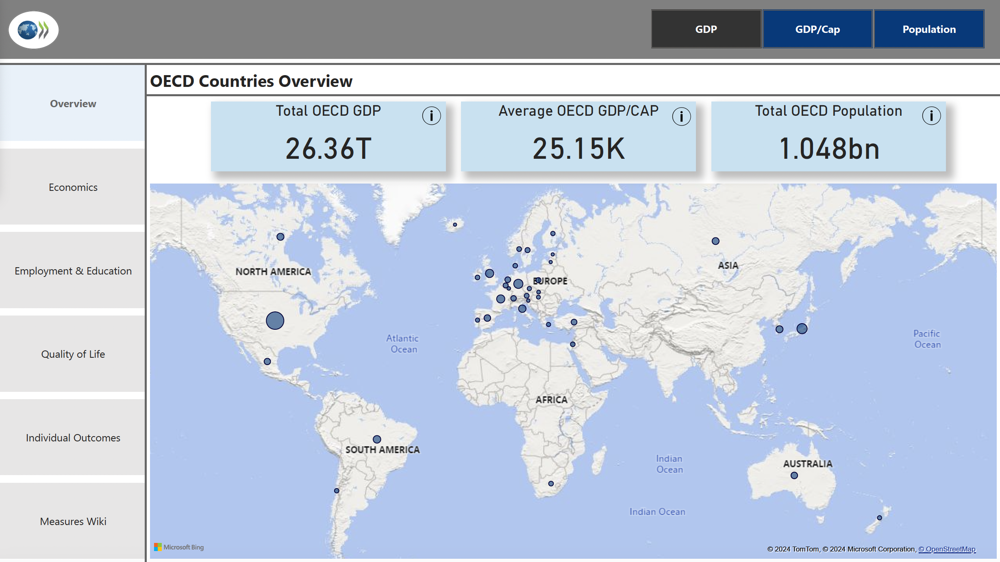 GDP
GDP/Cap
Population
OECD Countries Overview
Overview
Economics
Employment & Education
Quality of Life
Individual Outcomes
Measures Wiki
Total OECD GDP
i
26.36T
Average OECD GDP/CAP
i
25.15K
Total OECD Population
i
1.048bn
NORTH AMERICA
EUROPE
ASIA
Atlantic
Ocean
Pacific
Ocean
AFRICA
SOUTH AMERICA
Indian
Ocean
AUSTRALIA
Indian Ocean
Microsoft Bing
© 2024 TomTom, © 2024 Microsoft Corporation, © OpenStreetMap